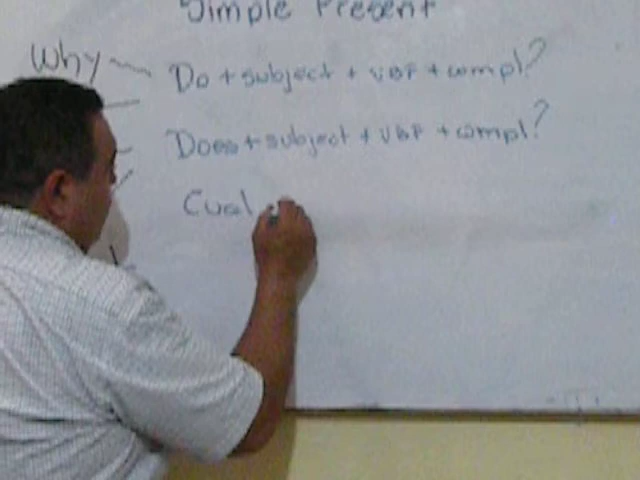 Simple Present
Why Do + subject + VBF + compl?
Does + subject + VBF + compl?
Cual